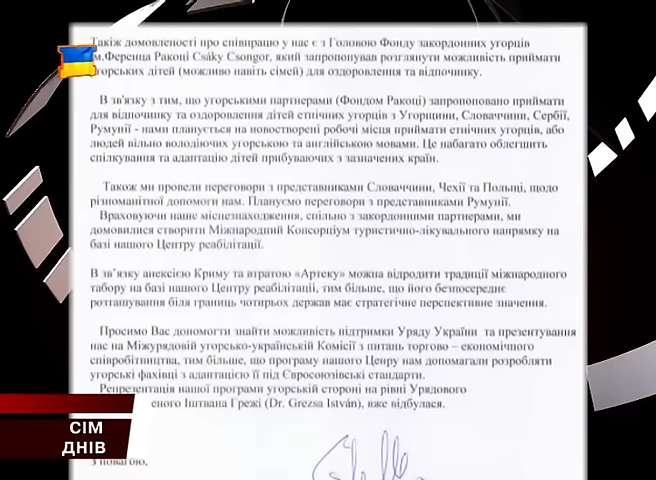 Такіж домовленості про співпрацю у нас є з Головою Фонду закордонних угорців
м.Ференца Ракоці Csáky Csongor, який запропонував розглянути можливість приймати
угорських дітей (можливо навіть сімей) для оздоровлення та відпочинку.
В зв'язку з тим, що угорськими партнерами (Фондом Ракоці) запропоновано приймати
для відпочинку та оздоровлення дітей етнічних угорців з Угорщини, Словаччини, Сербії,
Румунії - нами планується на новостворені робочі місця приймати етнічних угорців, або
людей вільно володіючих угорською та англійською мовами. Це набагато облегшить
спілкування та адаптацію дітей прибуваючих з зазначених країн.
Також ми провели переговори з представниками Словаччини, Чехії та Польщі, щодо
різноманітної допомоги нам. Плануємо переговори з представниками Румунії.
Враховуючи наше місцезнаходження, спільно з закордонними партнерами, ми
домовилися створити Міжнародний Консорціум туристично-лікувального напрямку на
базі нашого Центру реабілітації.
В зв'язку анексією Криму та втратою «Артеку» можна відродити традиції міжнародного
табору на базі нашого Центру реабілітаціі, тим більше, що його безпосереднє
розташування біля границь чотирьох держав має стратегічне перспективне значення.
Просимо Вас допомогти знайти можливість підтримки Уряду України та презентування
нас на Міжурядовій угорсько-українській Комісії з питань торгово – економічного
співробітництва, тим більше, що програму нашого Ценру нам допомагали розробляти
угорські фахівці з адаптацією її під Євросоюзівські стандарти.
Репрезентація нашої програми угорській стороні на рівні Урядового
еного Іштвана Грежі (Dr. Grezsa István), вже відбулася.
З повагою,
СІМ
ДНІВ